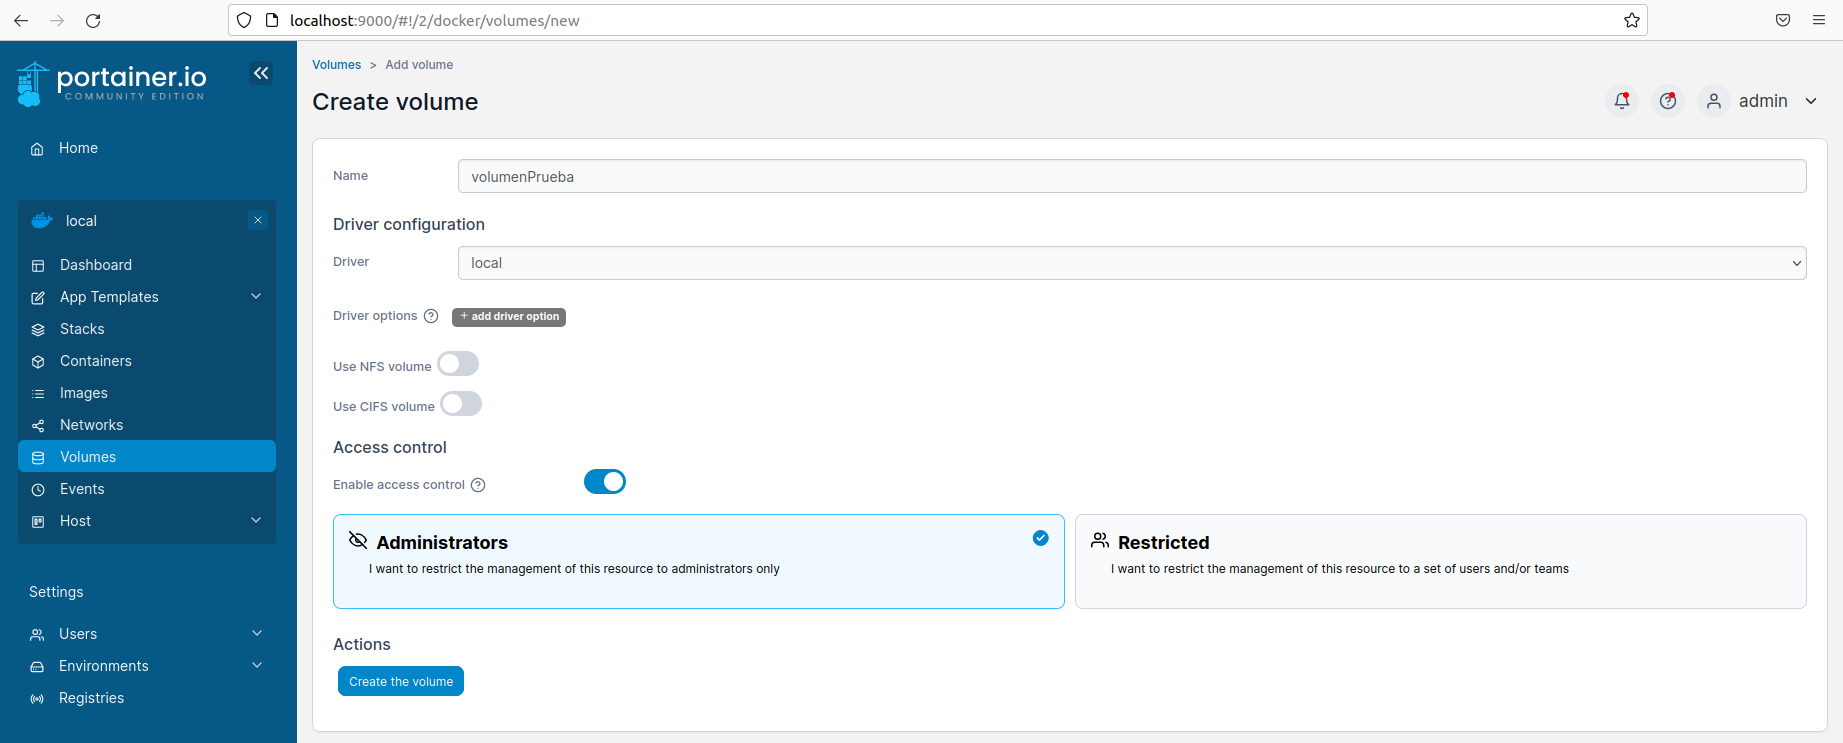 localhost:9000/#!/2/docker/volumes/new
portainer.io
COMMUNITY EDITION
Home
local
Dashboard
App Templates
Stacks
Containers
Images
Networks
Volumes
Events
Host
Settings
Users
Environments
Registries
Volumes > Add volume
Create volume
admin
Name volumenPrueba
Driver configuration
Driver local
Driver options + add driver option
Use NFS volume
Use CIFS volume
Access control
Enable access control
Administrators
I want to restrict the management of this resource to administrators only
Restricted
I want to restrict the management of this resource to a set of users and/or teams
Actions
Create the volume